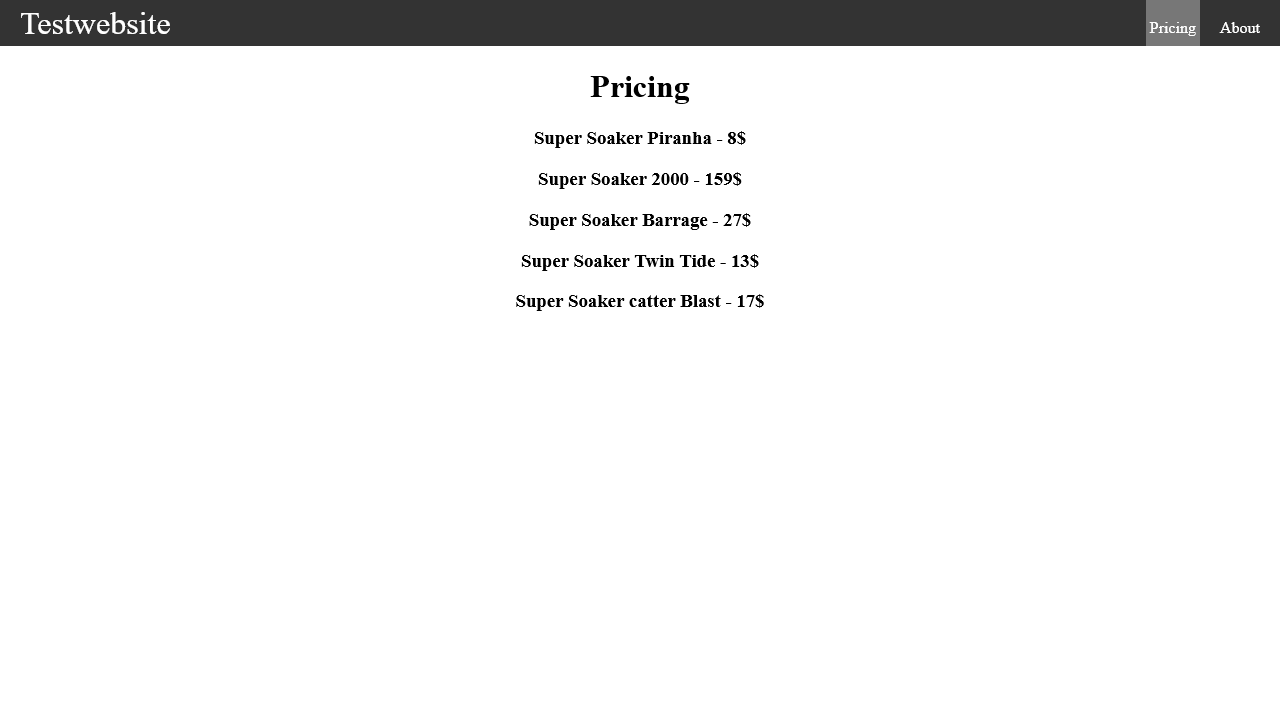 Testwebsite
Pricing
About
Pricing
Super Soaker Piranha - 8$
Super Soaker 2000 - 159$
Super Soaker Barrage - 27$
Super Soaker Twin Tide - 13$
Super Soaker catter Blast - 17$